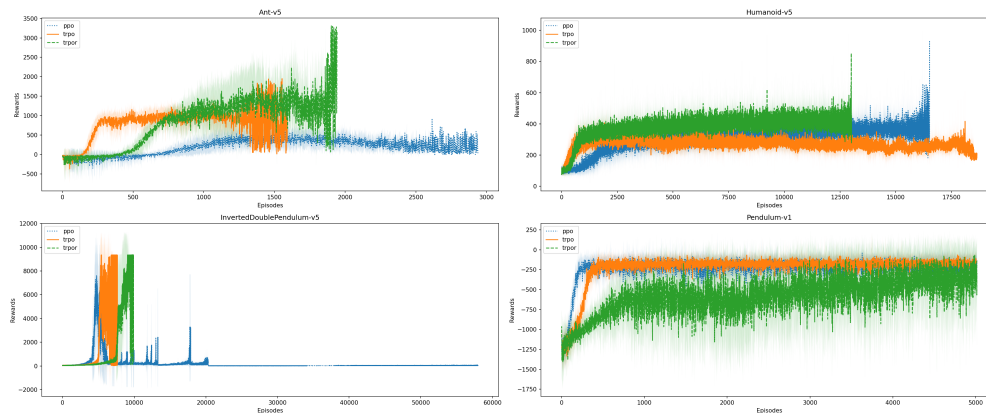 Ant-v5
3500
3000
2500
2000
1500
1000
500
0
−500
Rewards
ppo
trpo
trpor
0
500
1000
1500
2000
2500
3000
Episodes
Humanoid-v5
1000
800
600
400
200
0
Rewards
ppo
trpo
trpor
0
2500
5000
7500
10000
12500
15000
17500
Episodes
InvertedDoublePendulum-v5
12000
10000
8000
6000
4000
2000
0
−2000
Rewards
ppo
trpo
trpor
0
10000
20000
30000
40000
50000
60000
Episodes
Pendulum-v1
250
0
−250
−500
−750
−1000
−1250
−1500
−1750
Rewards
ppo
trpo
trpor
0
1000
2000
3000
4000
5000
Episodes